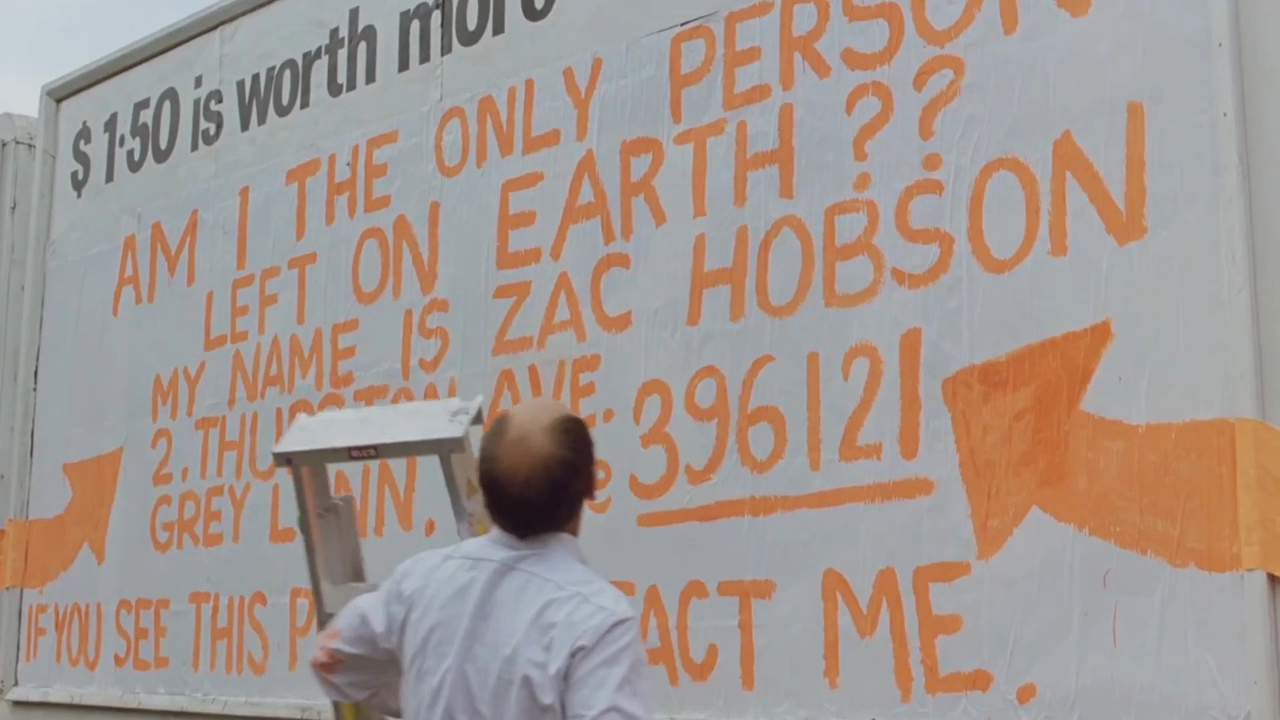 $1.50 is worth more
AM I THE ONLY PERSON
LEFT ON EARTH ??
MY NAME IS ZAC HOBSON
2. AVE. 396121
GREY
IF YOU SEE THIS ME.